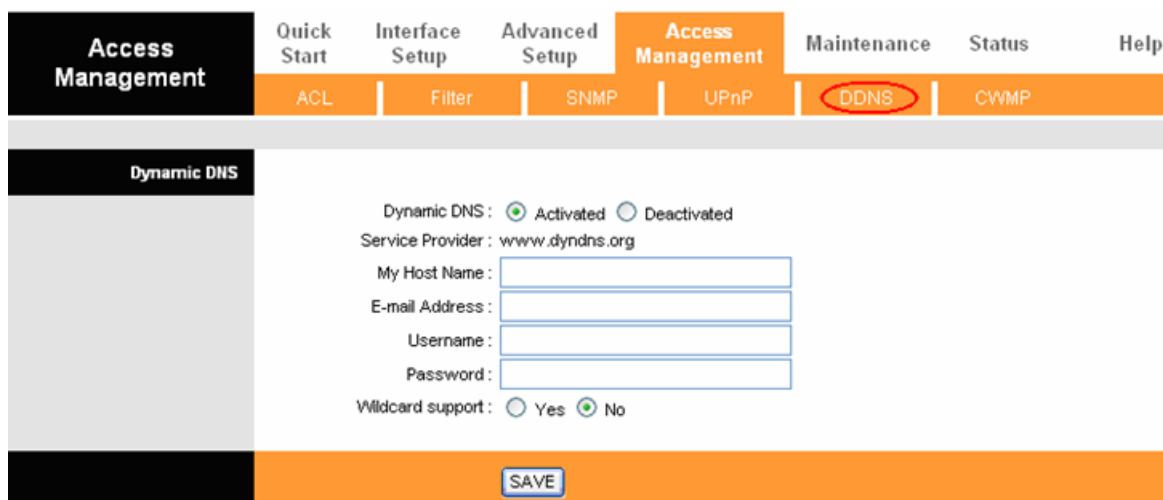 Access Management
Quick Start
Interface Setup
Advanced Setup
Access Management
Maintenance
Status
Help
ACL
Filter
SNMP
UPnP
DDNS
CWMP
Dynamic DNS
Dynamic DNS : Activated Deactivated
Service Provider : www.dyndns.org
My Host Name :
E-mail Address :
Username :
Password :
Wildcard support : Yes No
SAVE